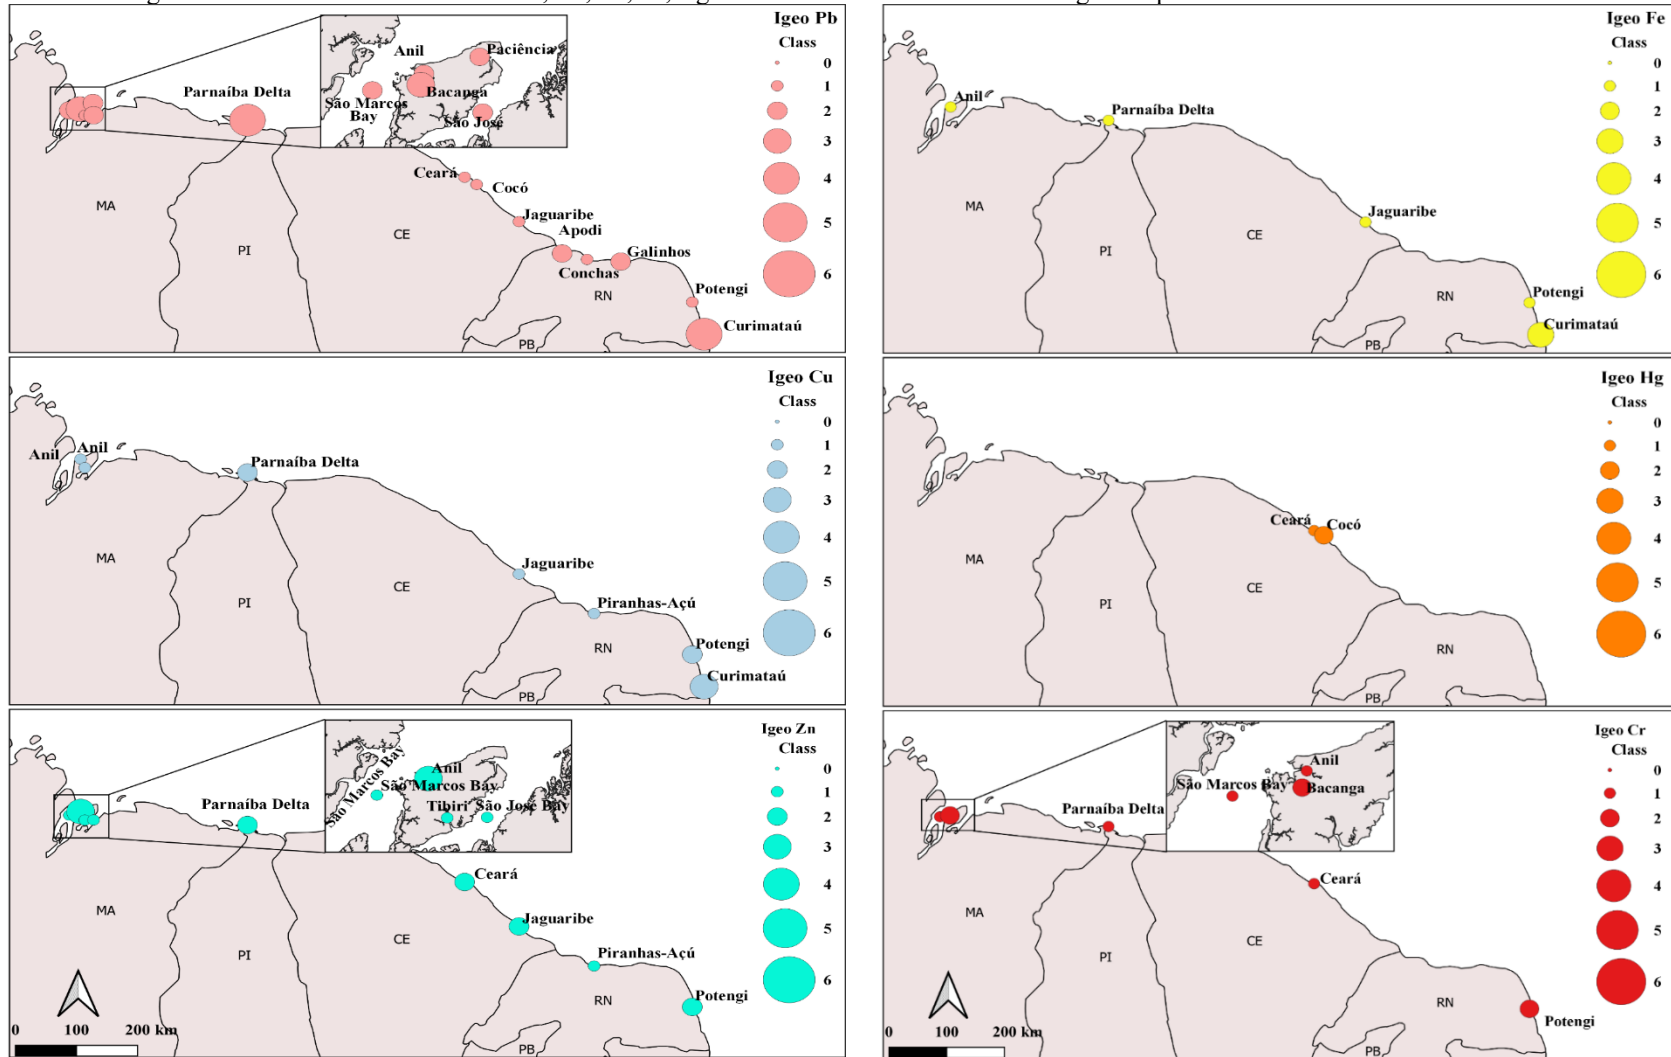 Igeo Pb
Class
0
1
2
3
4
5
6
Anil
Paciência
Bacanga
São Marcos
Bay
São José
Parnaíba Delta
Ceará
Cocó
Jaguaribe
Apodi
Conchas
Galinhos
Potengi
Curimataú
MA
PI
CE
RN
PB
Igeo Fe
Class
0
1
2
3
4
5
6
Anil
Parnaíba Delta
Jaguaribe
Potengi
Curimataú
MA
PI
CE
RN
PB
Igeo Cu
Class
0
1
2
3
4
5
6
Anil
Anil
Parnaíba Delta
Jaguaribe
Piranhas-Açú
Potengi
Curimataú
MA
PI
CE
RN
PB
Igeo Hg
Class
0
1
2
3
4
5
6
Ceará
Cocó
MA
PI
CE
RN
PB
Igeo Zn
Class
0
1
2
3
4
5
6
São Marcos Bay
Anil
São Marcos Bay
Tibiri
São José Bay
Parnaíba Delta
Ceará
Jaguaribe
Piranhas-Açú
Potengi
MA
PI
CE
RN
PB
0 100 200 km
Igeo Cr
Class
0
1
2
3
4
5
6
Anil
São Marcos Bay
Bacanga
Parnaíba Delta
Ceará
Potengi
MA
PI
CE
RN
PB
0 100 200 km